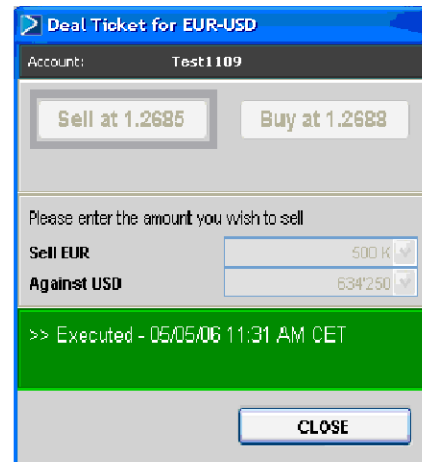 Deal Ticket for EUR-USD
Account: Test1109
Sell at 1.2685 Buy at 1.2688
Please enter the amount you wish to sell
Sell EUR 500 K
Against USD 634'250
>> Executed - 05/05/06 11:31 AM CET
CLOSE